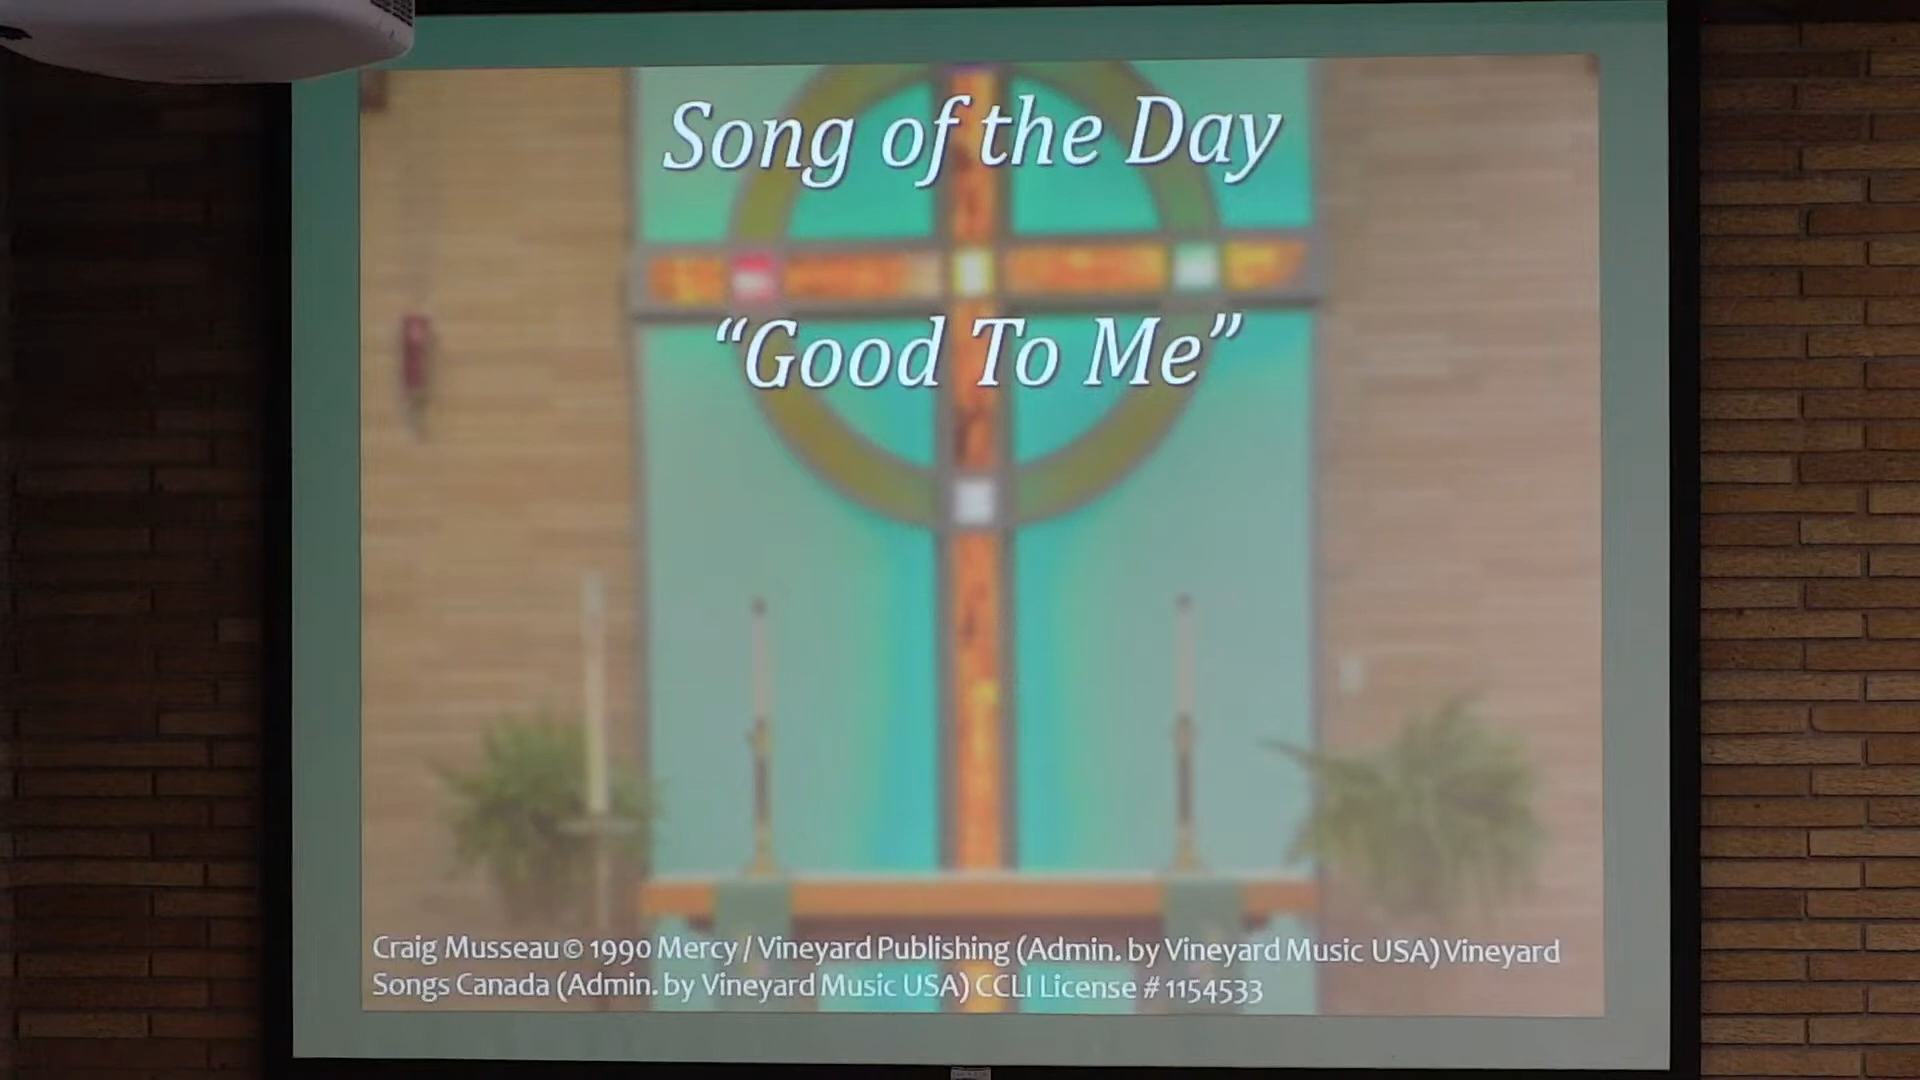 Song of the Day
“Good To Me”
Craig Musseau © 1990 Mercy / Vineyard Publishing (Admin. by Vineyard Music USA) Vineyard
Songs Canada (Admin. by Vineyard Music USA) CCLI License # 1154533